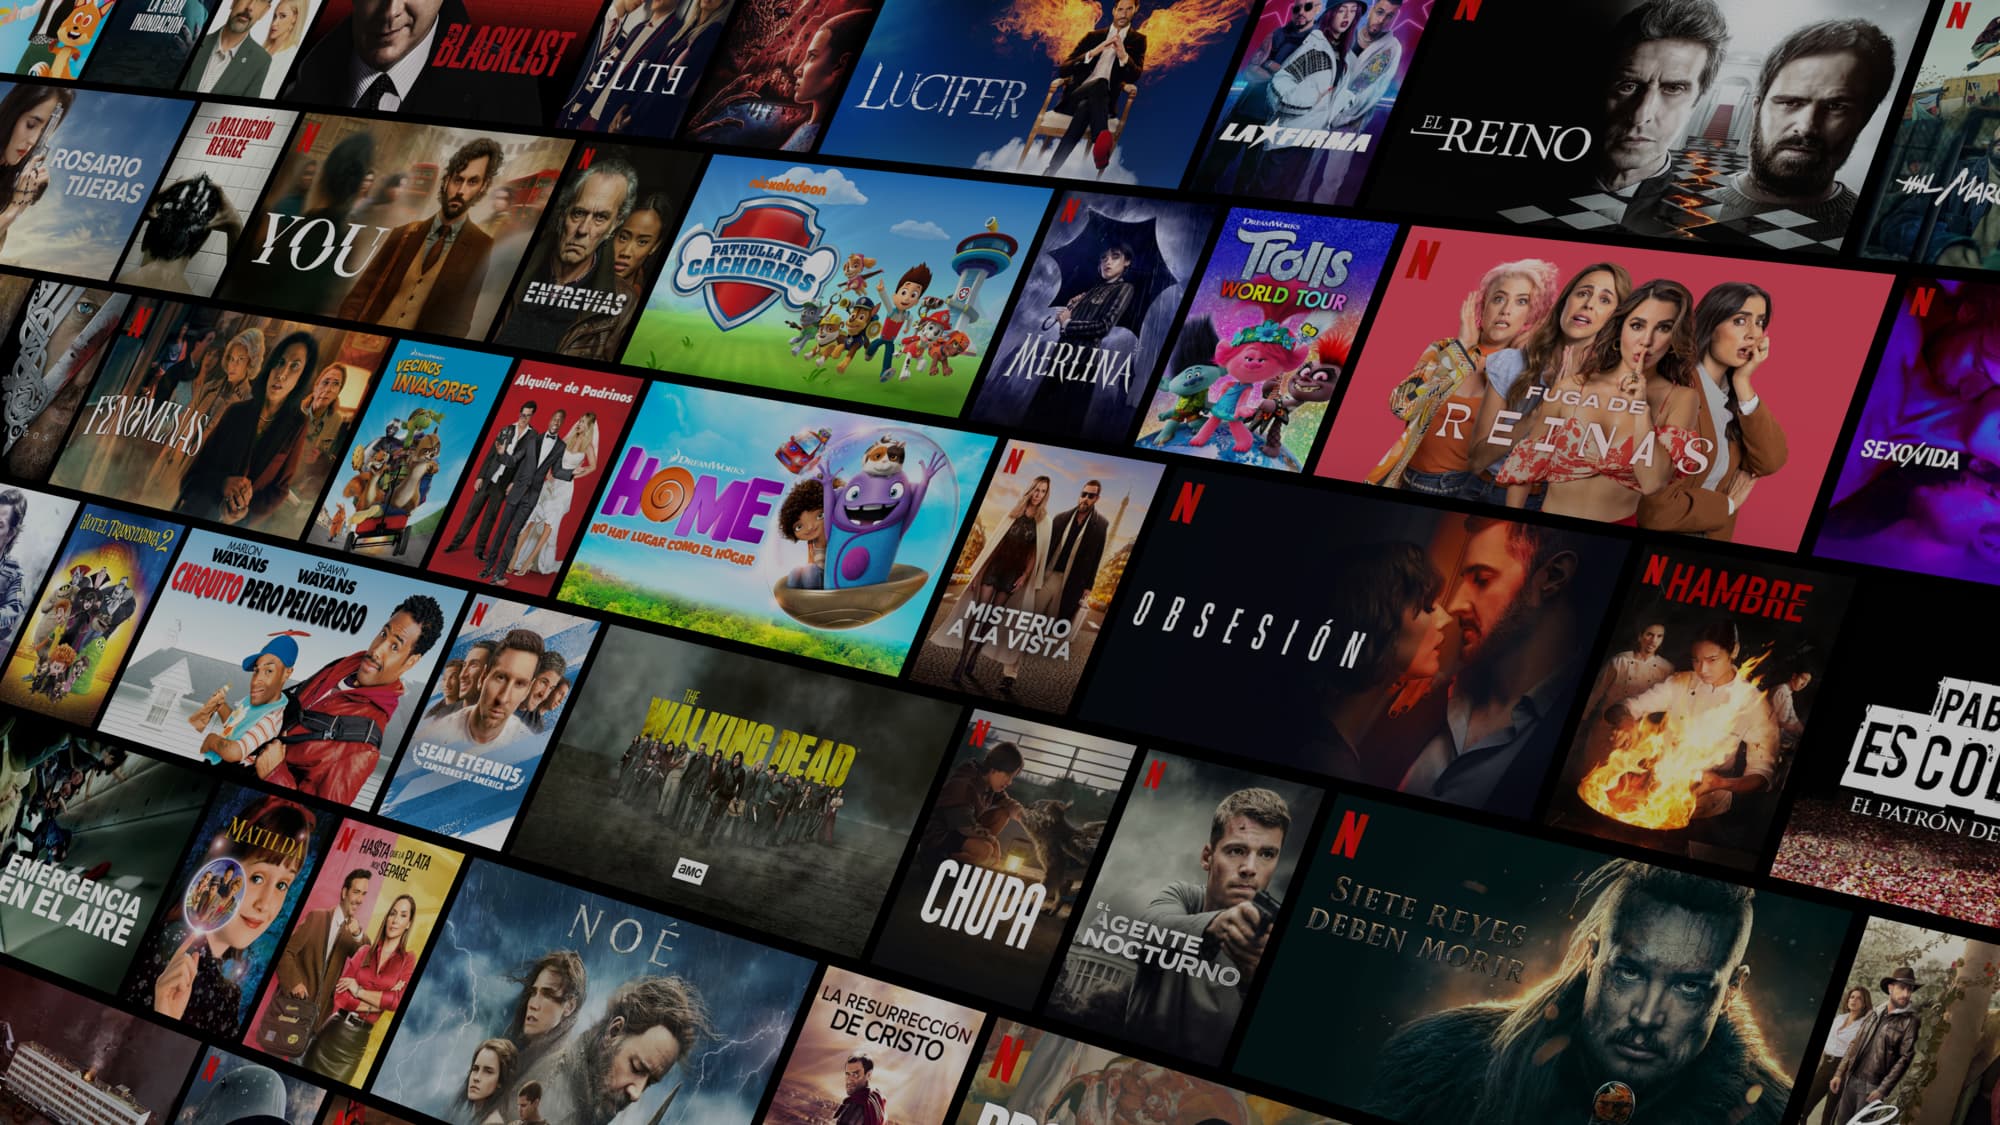 LA GRAN
INUNDACIÓN
BLACKLIST
ÉLITE
LUCIFER
LA FIRMA
EL
REINO
ROSARIO
TIJERAS
LA MALDICIÓN
RENACE
YOU
ENTREVÍAS
nickelodeon
PATRULLA DE
CACHORROS
MERLINA
DREAMWORKS
TROLLS
WORLD TOUR
FUGA DE
REINAS
SEXO/VIDA
FENÓMENAS
DREAMWORKS
VECINOS
INVASORES
Alquiler de Padrinos
DREAMWORKS
HOME
NO HAY LUGAR COMO EL HOGAR
MISTERIO
A LA VISTA
OBSESIÓN
HAMBRE
HOTEL TRANSYLVANIA 2
MARLON
WAYANS
SHAWN
WAYANS
CHIQUITO PERO PELIGROSO
SEAN ETERNOS
CAMPEONES DE AMÉRICA
THE
WALKING DEAD
amc
CHUPA
EL
AGENTE
NOCTURNO
SIETE REYES
DEBEN MORIR
PAB
ESCO
EL PATRÓN DE
EMERGENCIA
EN EL AIRE
MATILDA
HA$TA QUE LA PLATA
NOS SEPARE
NOÉ
LA RESURRECCIÓN
DE CRISTO